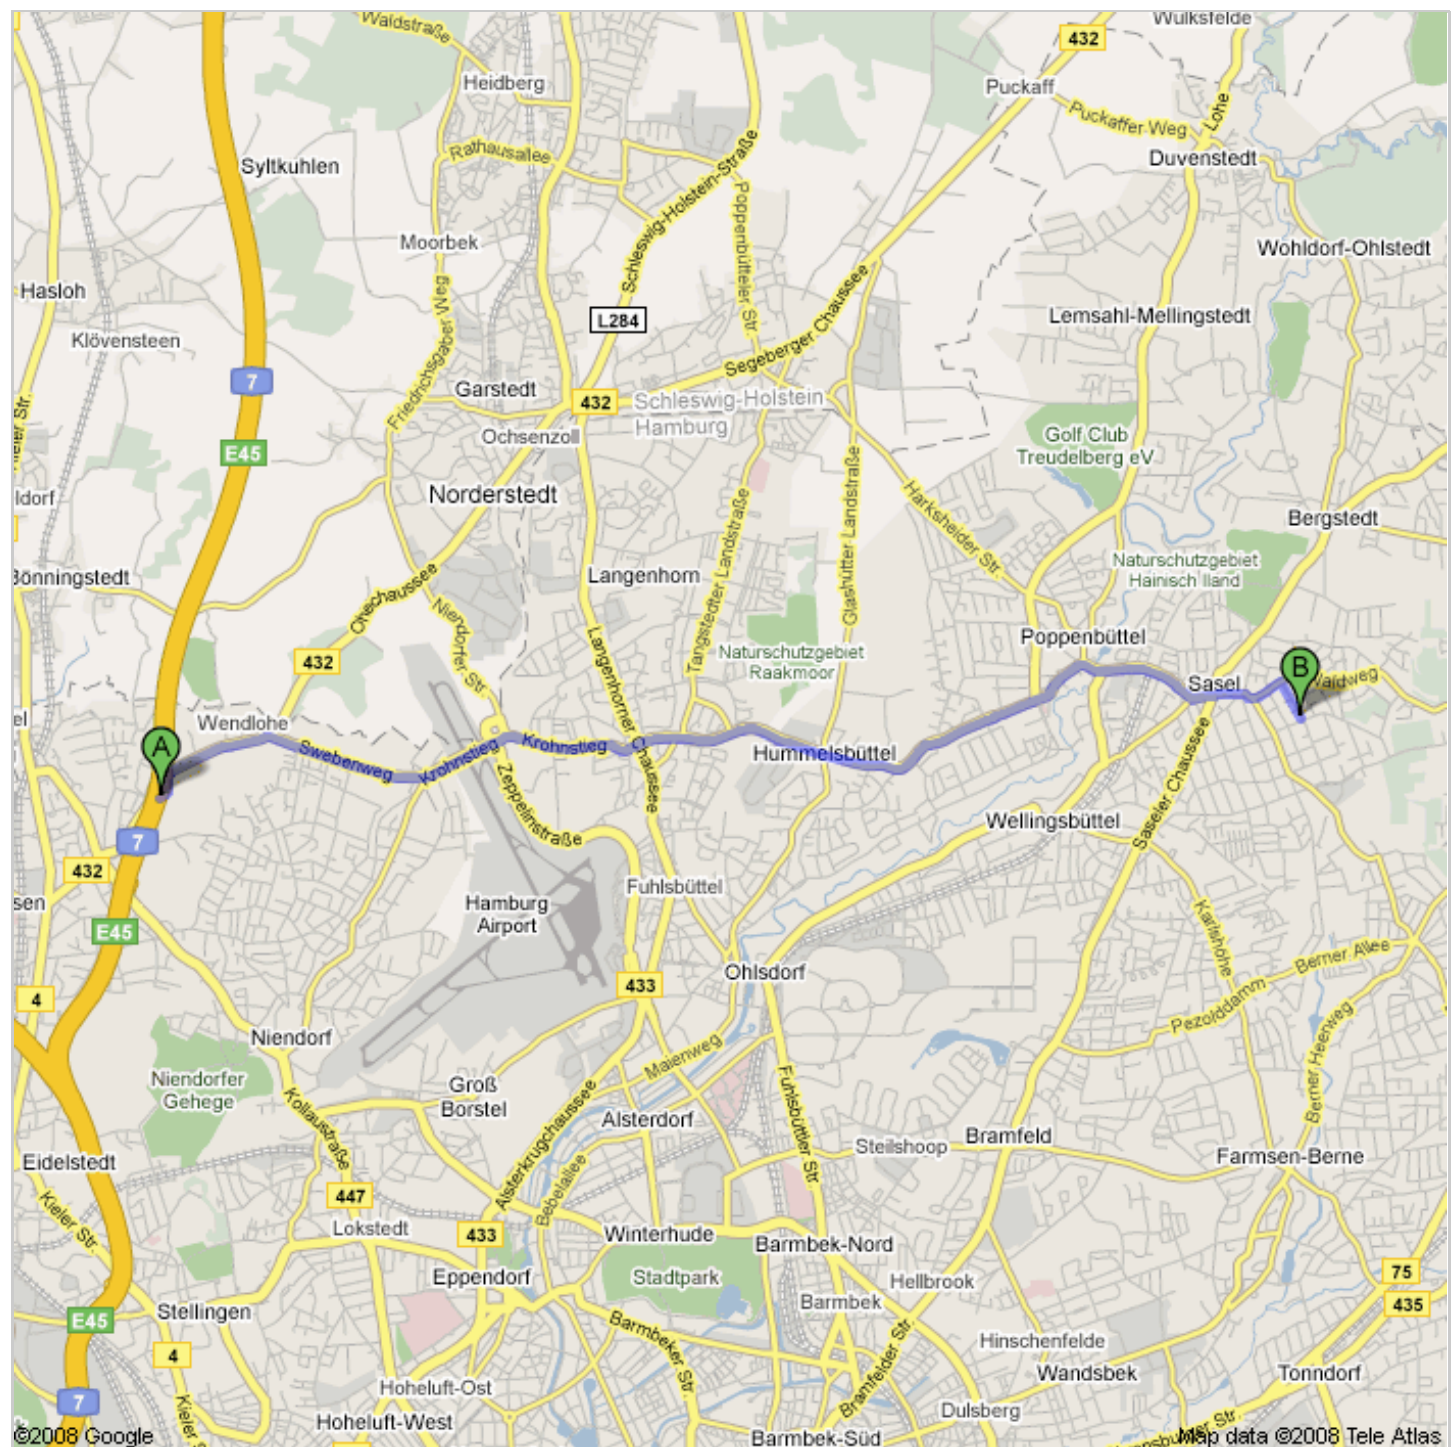 Waldstraße
Wulksfelde
432
Heidberg
Puckaff
Lohe
Puckaffer Weg
Rathausallee
Duvenstedt
Syltkuhlen
Schleswig-Holstein-Straße
Poppenbütteler Str.
Moorbek
Wohldorf-Ohlstedt
Hasloh
Friedrichsgaber Weg
L284
Lemsahl-Mellingstedt
Klövensteen
Segeberger Chaussee
7
Garstedt
432
Schleswig-Holstein
Hamburg
Ochsenzoll
E45
Golf Club
Treudelberg eV
Norderstedt
Harksheider Str.
Bergstedt
Tangstedter Landstraße
Glashütter Landstraße
Bönningstedt
Langenhorn
Naturschutzgebiet
Hainisch Iland
Ohechaussee
Niendorfer Str.
432
Naturschutzgebiet
Raakmoor
Poppenbüttel
Langenhorner Chaussee
B
Sasel
Waldweg
Wendlohe
A
Swebenweg
Krohnstieg
Krohnstieg
Hummelsbüttel
Zeppelinstraße
Saseler Chaussee
Wellingsbüttel
7
432
Fuhlsbüttel
Hamburg
Airport
E45
Karlshöhe
Berner Allee
Ohlsdorf
433
4
Pezolddamm
Niendorf
Maienweg
Berner Heerweg
Niendorfer
Gehege
Groß
Borstel
Kollaustraße
Alsterkrugchaussee
Alsterdorf
Fuhlsbüttler Str.
Steilshoop
Bramfeld
Eidelstedt
Farmsen-Berne
Bebelallee
447
Kieler Str.
Lokstedt
433
Winterhude
Barmbek-Nord
Eppendorf
Stadtpark
Hellbrook
75
Barmbek
435
E45
Stellingen
Barmbeker Str.
Hinschenfelde
4
Bramfelder Str.
Wandsbek
Tonndorf
Hoheluft-Ost
7
Dulsberg
Hoheluft-West
Barmbek-Süd
©2008 Google
Map data ©2008 Tele Atlas